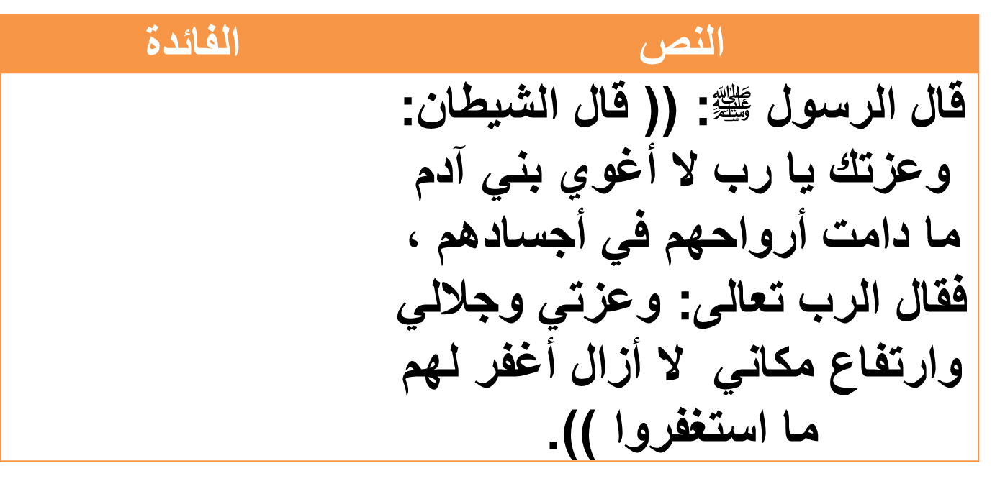 النص
الفائدة
قال الرسول ﷺ: (( قال الشيطان:
وعزتك يا رب لا أغوي بني آدم
ما دامت أرواحهم في أجسادهم ،
فقال الرب تعالى: وعزتي وجلالي
وارتفاع مكاني لا أزال أغفر لهم
ما استغفروا )).